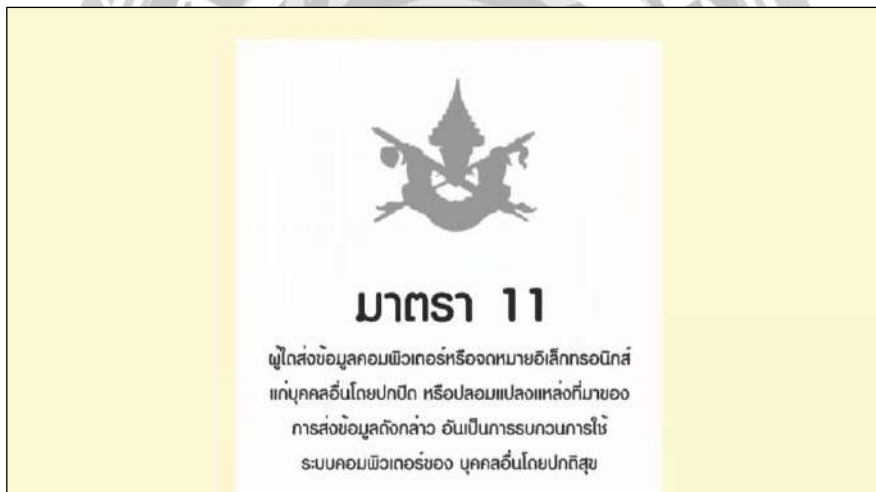 มาตรา 11
ผู้ใดส่งข้อมูลคอมพิวเตอร์หรือจดหมายอิเล็กทรอนิกส์
แก่บุคคลอื่นโดยปกปิด หรือปลอมแปลงแหล่งที่มาของ
การส่งข้อมูลดังกล่าว อันเป็นการรบกวนการใช้
ระบบคอมพิวเตอร์ของ บุคคลอื่นโดยปกติสุข